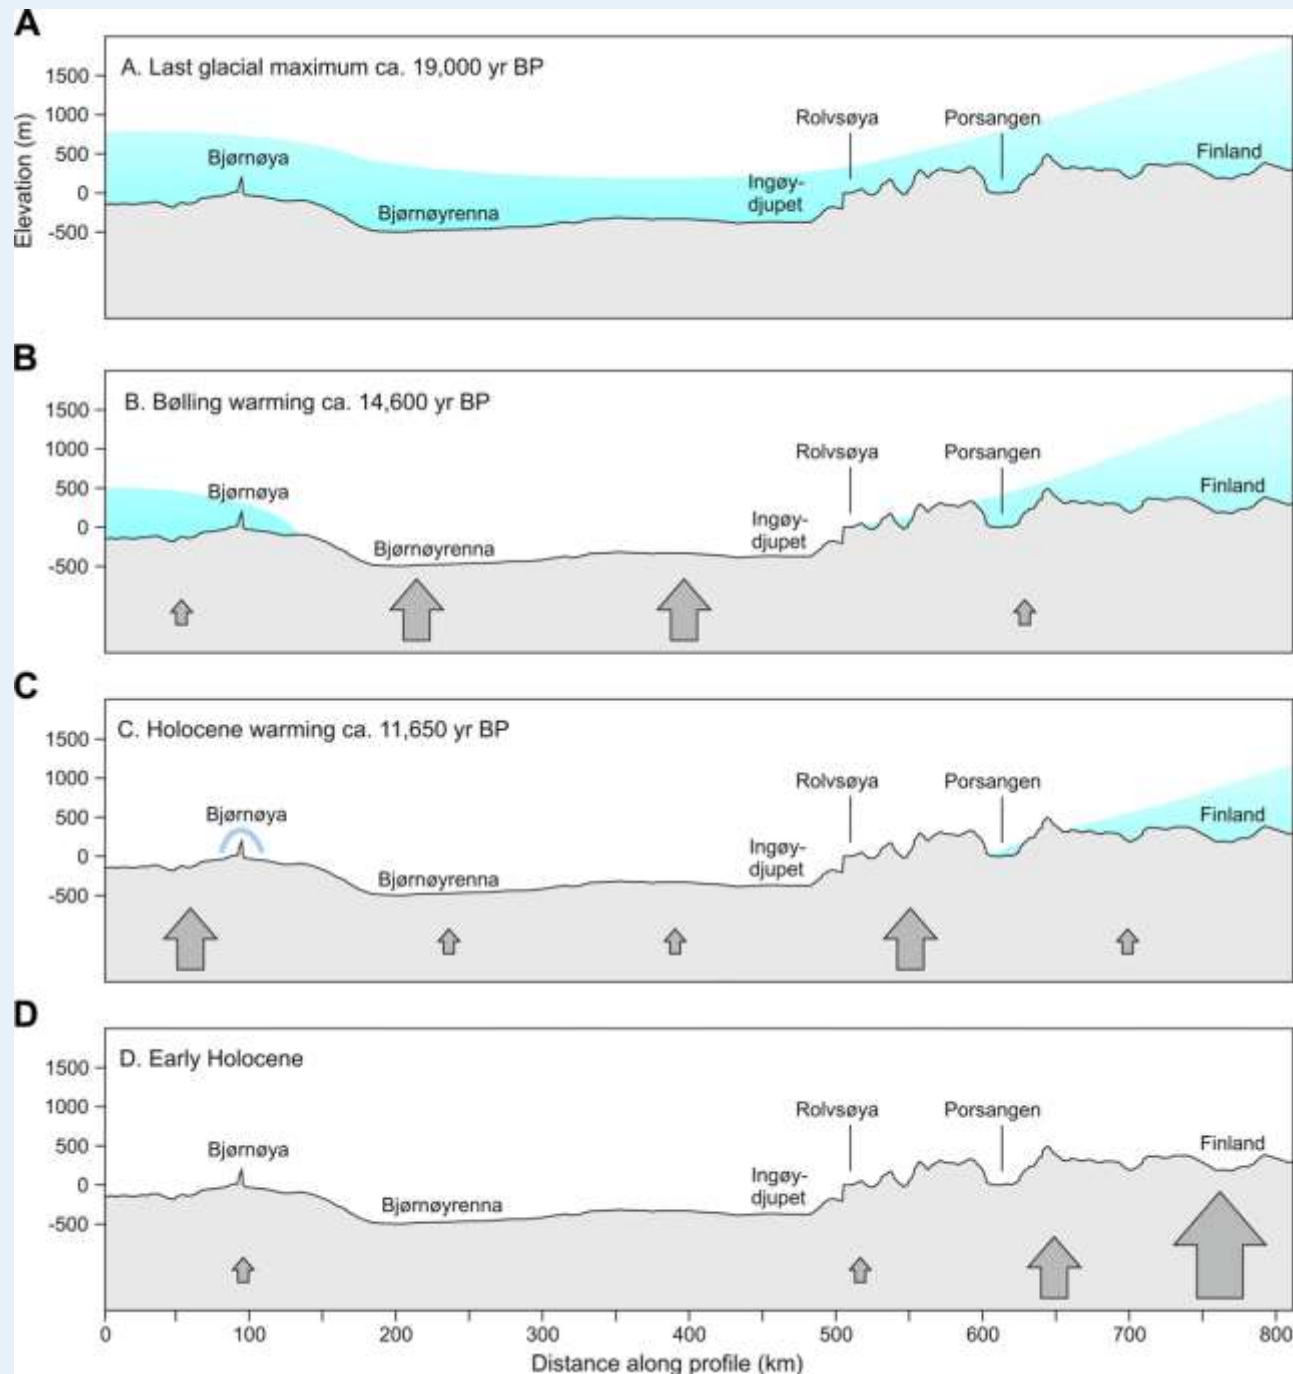 A
A. Last glacial maximum ca. 19,000 yr BP
1500
1000
500
0
-500
Elevation (m)
Bjørnøya
Bjørnøyrenna
Ingøy-
djupet
Rolvsøya
Porsangen
Finland
B
B. Bølling warming ca. 14,600 yr BP
1500
1000
500
0
-500
Bjørnøya
Bjørnøyrenna
Ingøy-
djupet
Rolvsøya
Porsangen
Finland
C
C. Holocene warming ca. 11,650 yr BP
1500
1000
500
0
-500
Bjørnøya
Bjørnøyrenna
Ingøy-
djupet
Rolvsøya
Porsangen
Finland
D
D. Early Holocene
1500
1000
500
0
-500
Bjørnøya
Bjørnøyrenna
Ingøy-
djupet
Rolvsøya
Porsangen
Finland
0 100 200 300 400 500 600 700 800
Distance along profile (km)